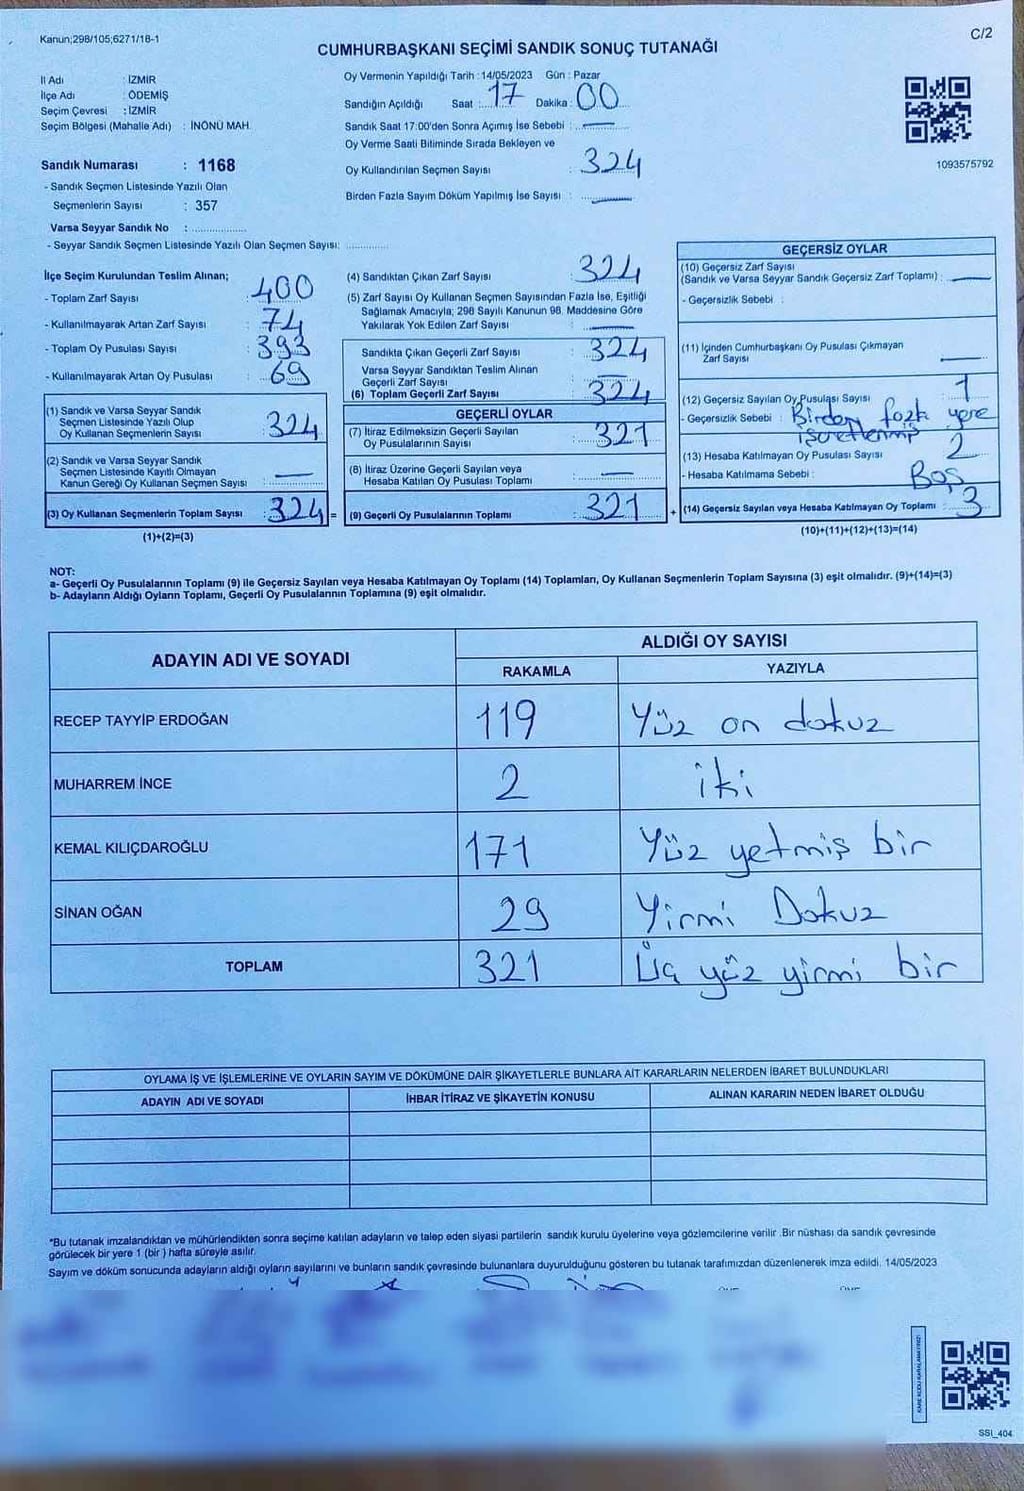 Kanun;298/105;6271/18-1
C/2
CUMHURBAŞKANI SEÇİMİ SANDIK SONUÇ TUTANAĞI
İl Adı : İZMİR
İlçe Adı : ÖDEMİŞ
Seçim Çevresi : İZMİR
Seçim Bölgesi (Mahalle Adı) : İNÖNÜ MAH.
Sandık Numarası : 1168
- Sandık Seçmen Listesinde Yazılı Olan
Seçmenlerin Sayısı : 357
Varsa Seyyar Sandık No : ..................
- Seyyar Sandık Seçmen Listesinde Yazılı Olan Seçmen Sayısı: .............
Oy Vermenin Yapıldığı Tarih :14/05/2023 Gün : Pazar
Sandığın Açıldığı Saat : 17 Dakika : 00
Sandık Saat 17:00'den Sonra Açımış İse Sebebi : —
Oy Verme Saati Bitiminde Sırada Bekleyen ve
Oy Kullandırılan Seçmen Sayısı : 324
Birden Fazla Sayım Döküm Yapılmış İse Sayısı : —
1093575792
İlçe Seçim Kurulundan Teslim Alınan;
- Toplam Zarf Sayısı : 400
- Kullanılmayarak Artan Zarf Sayısı : 74
- Toplam Oy Pusulası Sayısı : 393
- Kullanılmayarak Artan Oy Pusulası : 69
(1) Sandık ve Varsa Seyyar Sandık
Seçmen Listesinde Yazılı Olup
Oy Kullanan Seçmenlerin Sayısı : 324
(2) Sandık ve Varsa Seyyar Sandık
Seçmen Listesinde Kayıtlı Olmayan
Kanun Gereği Oy Kullanan Seçmen Sayısı : —
(3) Oy Kullanan Seçmenlerin Toplam Sayısı : 324 =
(1)+(2)=(3)
(4) Sandıktan Çıkan Zarf Sayısı : 324
(5) Zarf Sayısı Oy Kullanan Seçmen Sayısından Fazla İse, Eşitliği
Sağlamak Amacıyla; 298 Sayılı Kanunun 98. Maddesine Göre
Yakılarak Yok Edilen Zarf Sayısı : —
Sandıkta Çıkan Geçerli Zarf Sayısı : 324
Varsa Seyyar Sandıktan Teslim Alınan
Geçerli Zarf Sayısı : —
(6) Toplam Geçerli Zarf Sayısı : 324
GEÇERLİ OYLAR
(7) İtiraz Edilmeksizin Geçerli Sayılan
Oy Pusulalarının Sayısı : 321
(8) İtiraz Üzerine Geçerli Sayılan veya
Hesaba Katılan Oy Pusulası Toplamı : —
(9) Geçerli Oy Pusulalarının Toplamı : 321 +
GEÇERSİZ OYLAR
(10) Geçersiz Zarf Sayısı
(Sandık ve Varsa Seyyar Sandık Geçersiz Zarf Toplamı) : —
- Geçersizlik Sebebi :
(11) İçinden Cumhurbaşkanı Oy Pusulası Çıkmayan
Zarf Sayısı —
(12) Geçersiz Sayılan Oy Pusulası Sayısı : 1
- Geçersizlik Sebebi : Birden fazla yere
işaretlenmiş
(13) Hesaba Katılmayan Oy Pusulası Sayısı : 2
- Hesaba Katılmama Sebebi : Boş
(14) Geçersiz Sayılan veya Hesaba Katılmayan Oy Toplamı : 3
(10)+(11)+(12)+(13)=(14)
NOT:
a- Geçerli Oy Pusulalarının Toplamı (9) ile Geçersiz Sayılan veya Hesaba Katılmayan Oy Toplamı (14) Toplamları, Oy Kullanan Seçmenlerin Toplam Sayısına (3) eşit olmalıdır. (9)+(14)=(3)
b- Adayların Aldığı Oyların Toplamı, Geçerli Oy Pusulalarının Toplamına (9) eşit olmalıdır.
ADAYIN ADI VE SOYADI
ALDIĞI OY SAYISI
RAKAMLA YAZIYLA
RECEP TAYYİP ERDOĞAN 119 Yüz on dokuz
MUHARREM İNCE 2 iki
KEMAL KILIÇDAROĞLU 171 Yüz yetmiş bir
SİNAN OĞAN 29 Yirmi Dokuz
TOPLAM 321 Üç yüz yirmi bir
OYLAMA İŞ VE İŞLEMLERİNE VE OYLARIN SAYIM VE DÖKÜMÜNE DAİR ŞİKAYETLERLE BUNLARA AİT KARARLARIN NELERDEN İBARET BULUNDUKLARI
ADAYIN ADI VE SOYADI İHBAR İTİRAZ VE ŞİKAYETİN KONUSU ALINAN KARARIN NEDEN İBARET OLDUĞU
*Bu tutanak imzalandıktan ve mühürlendikten sonra seçime katılan adayların ve talep eden siyasi partilerin sandık kurulu üyelerine veya gözlemcilerine verilir .Bir nüshası da sandık çevresinde
görülecek bir yere 1 (bir ) hafta süreyle asılır.
Sayım ve döküm sonucunda adayların aldığı oyların sayılarını ve bunların sandık çevresinde bulunanlara duyurulduğunu gösteren bu tutanak tarafımızdan düzenlenerek imza edildi. 14/05/2023
KARE KODU KARALAMAYINIZ!
SSI_404